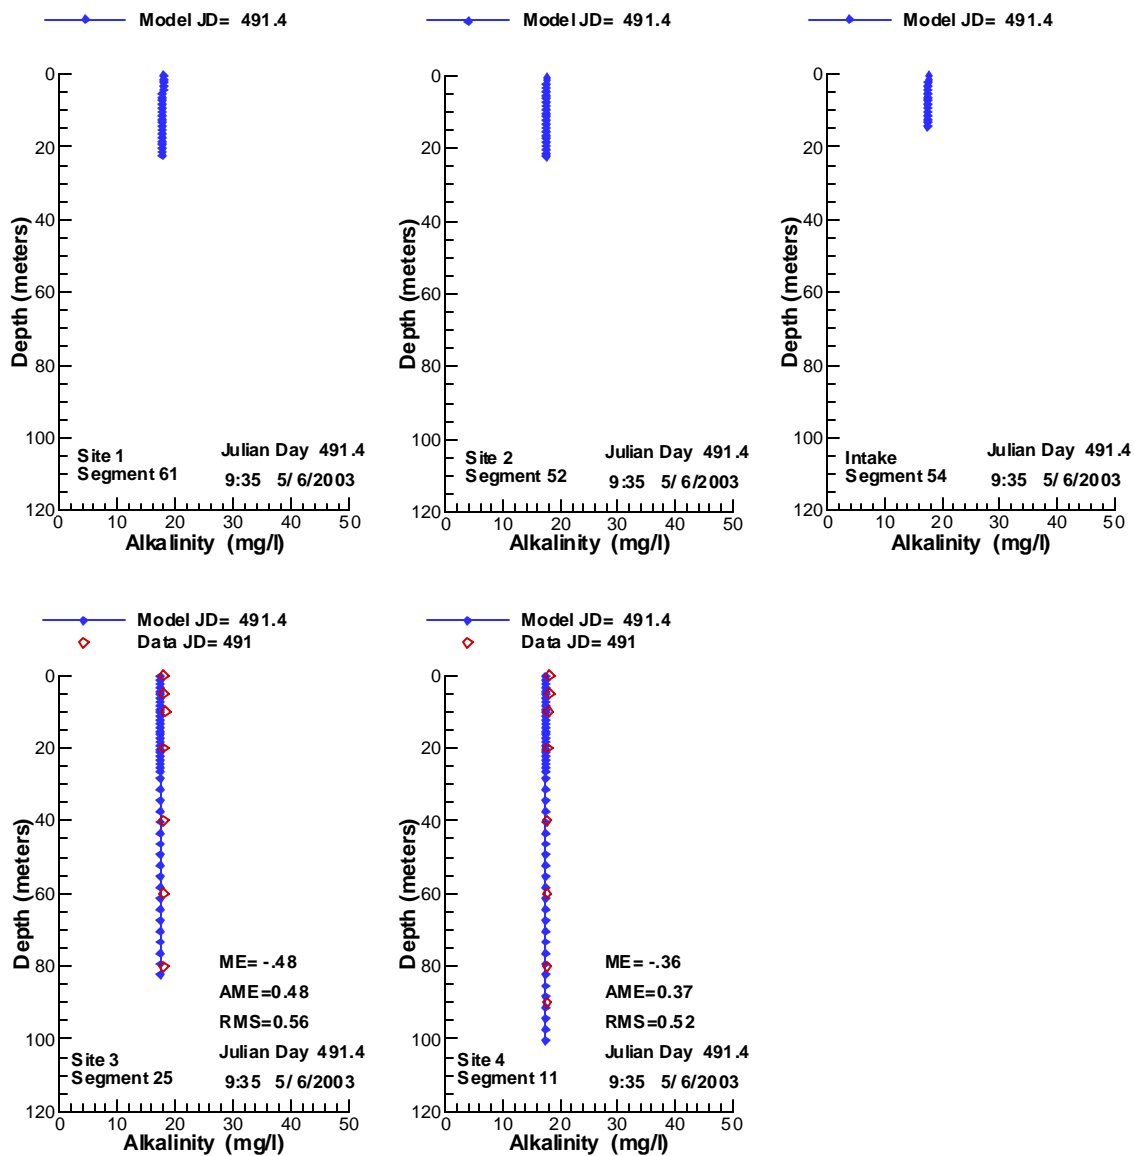 Model JD= 491.4
0
20
40
60
80
100
120
Depth (meters)
Site 1
Segment 61
Julian Day 491.4
9:35 5/ 6/2003
0 10 20 30 40 50
Alkalinity (mg/l)
Model JD= 491.4
0
20
40
60
80
100
120
Depth (meters)
Site 2
Segment 52
Julian Day 491.4
9:35 5/ 6/2003
0 10 20 30 40 50
Alkalinity (mg/l)
Model JD= 491.4
0
20
40
60
80
100
120
Depth (meters)
Intake
Segment 54
Julian Day 491.4
9:35 5/ 6/2003
0 10 20 30 40 50
Alkalinity (mg/l)
Model JD= 491.4
Data JD= 491
0
20
40
60
80
100
120
Depth (meters)
ME= -.48
AME=0.48
RMS=0.56
Julian Day 491.4
9:35 5/ 6/2003
Site 3
Segment 25
0 10 20 30 40 50
Alkalinity (mg/l)
Model JD= 491.4
Data JD= 491
0
20
40
60
80
100
120
Depth (meters)
ME= -.36
AME=0.37
RMS=0.52
Julian Day 491.4
9:35 5/ 6/2003
Site 4
Segment 11
0 10 20 30 40 50
Alkalinity (mg/l)